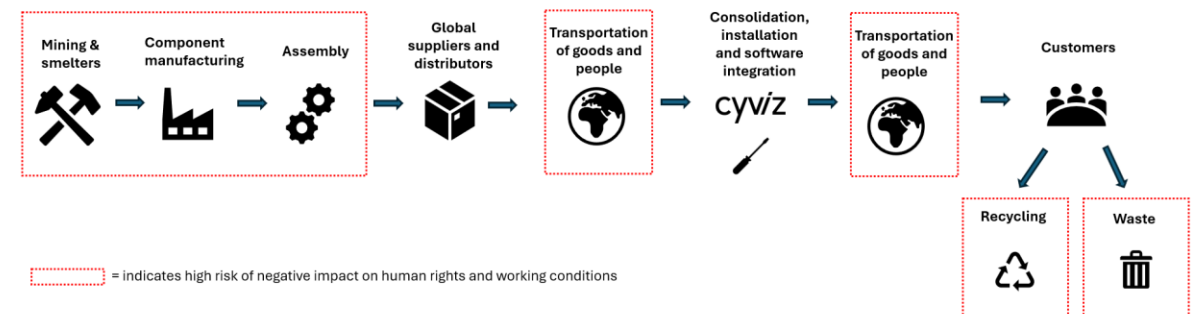 Mining &
smelters
Component
manufacturing
Assembly
Global
suppliers and
distributors
Transportation
of goods and
people
Consolidation,
installation
and software
integration
cyviz
Transportation
of goods and
people
Customers
Recycling
Waste
= indicates high risk of negative impact on human rights and working conditions